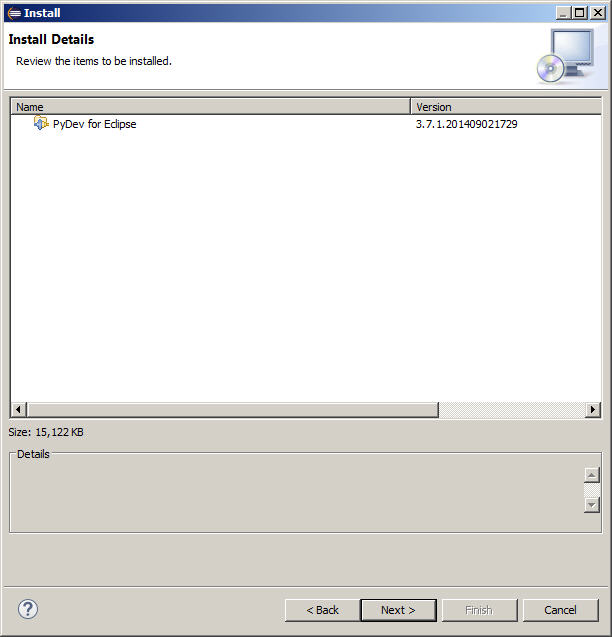 Install
Install Details
Review the items to be installed.
Name Version
PyDev for Eclipse 3.7.1.201409021729
Size: 15,122 KB
Details
? < Back Next > Finish Cancel